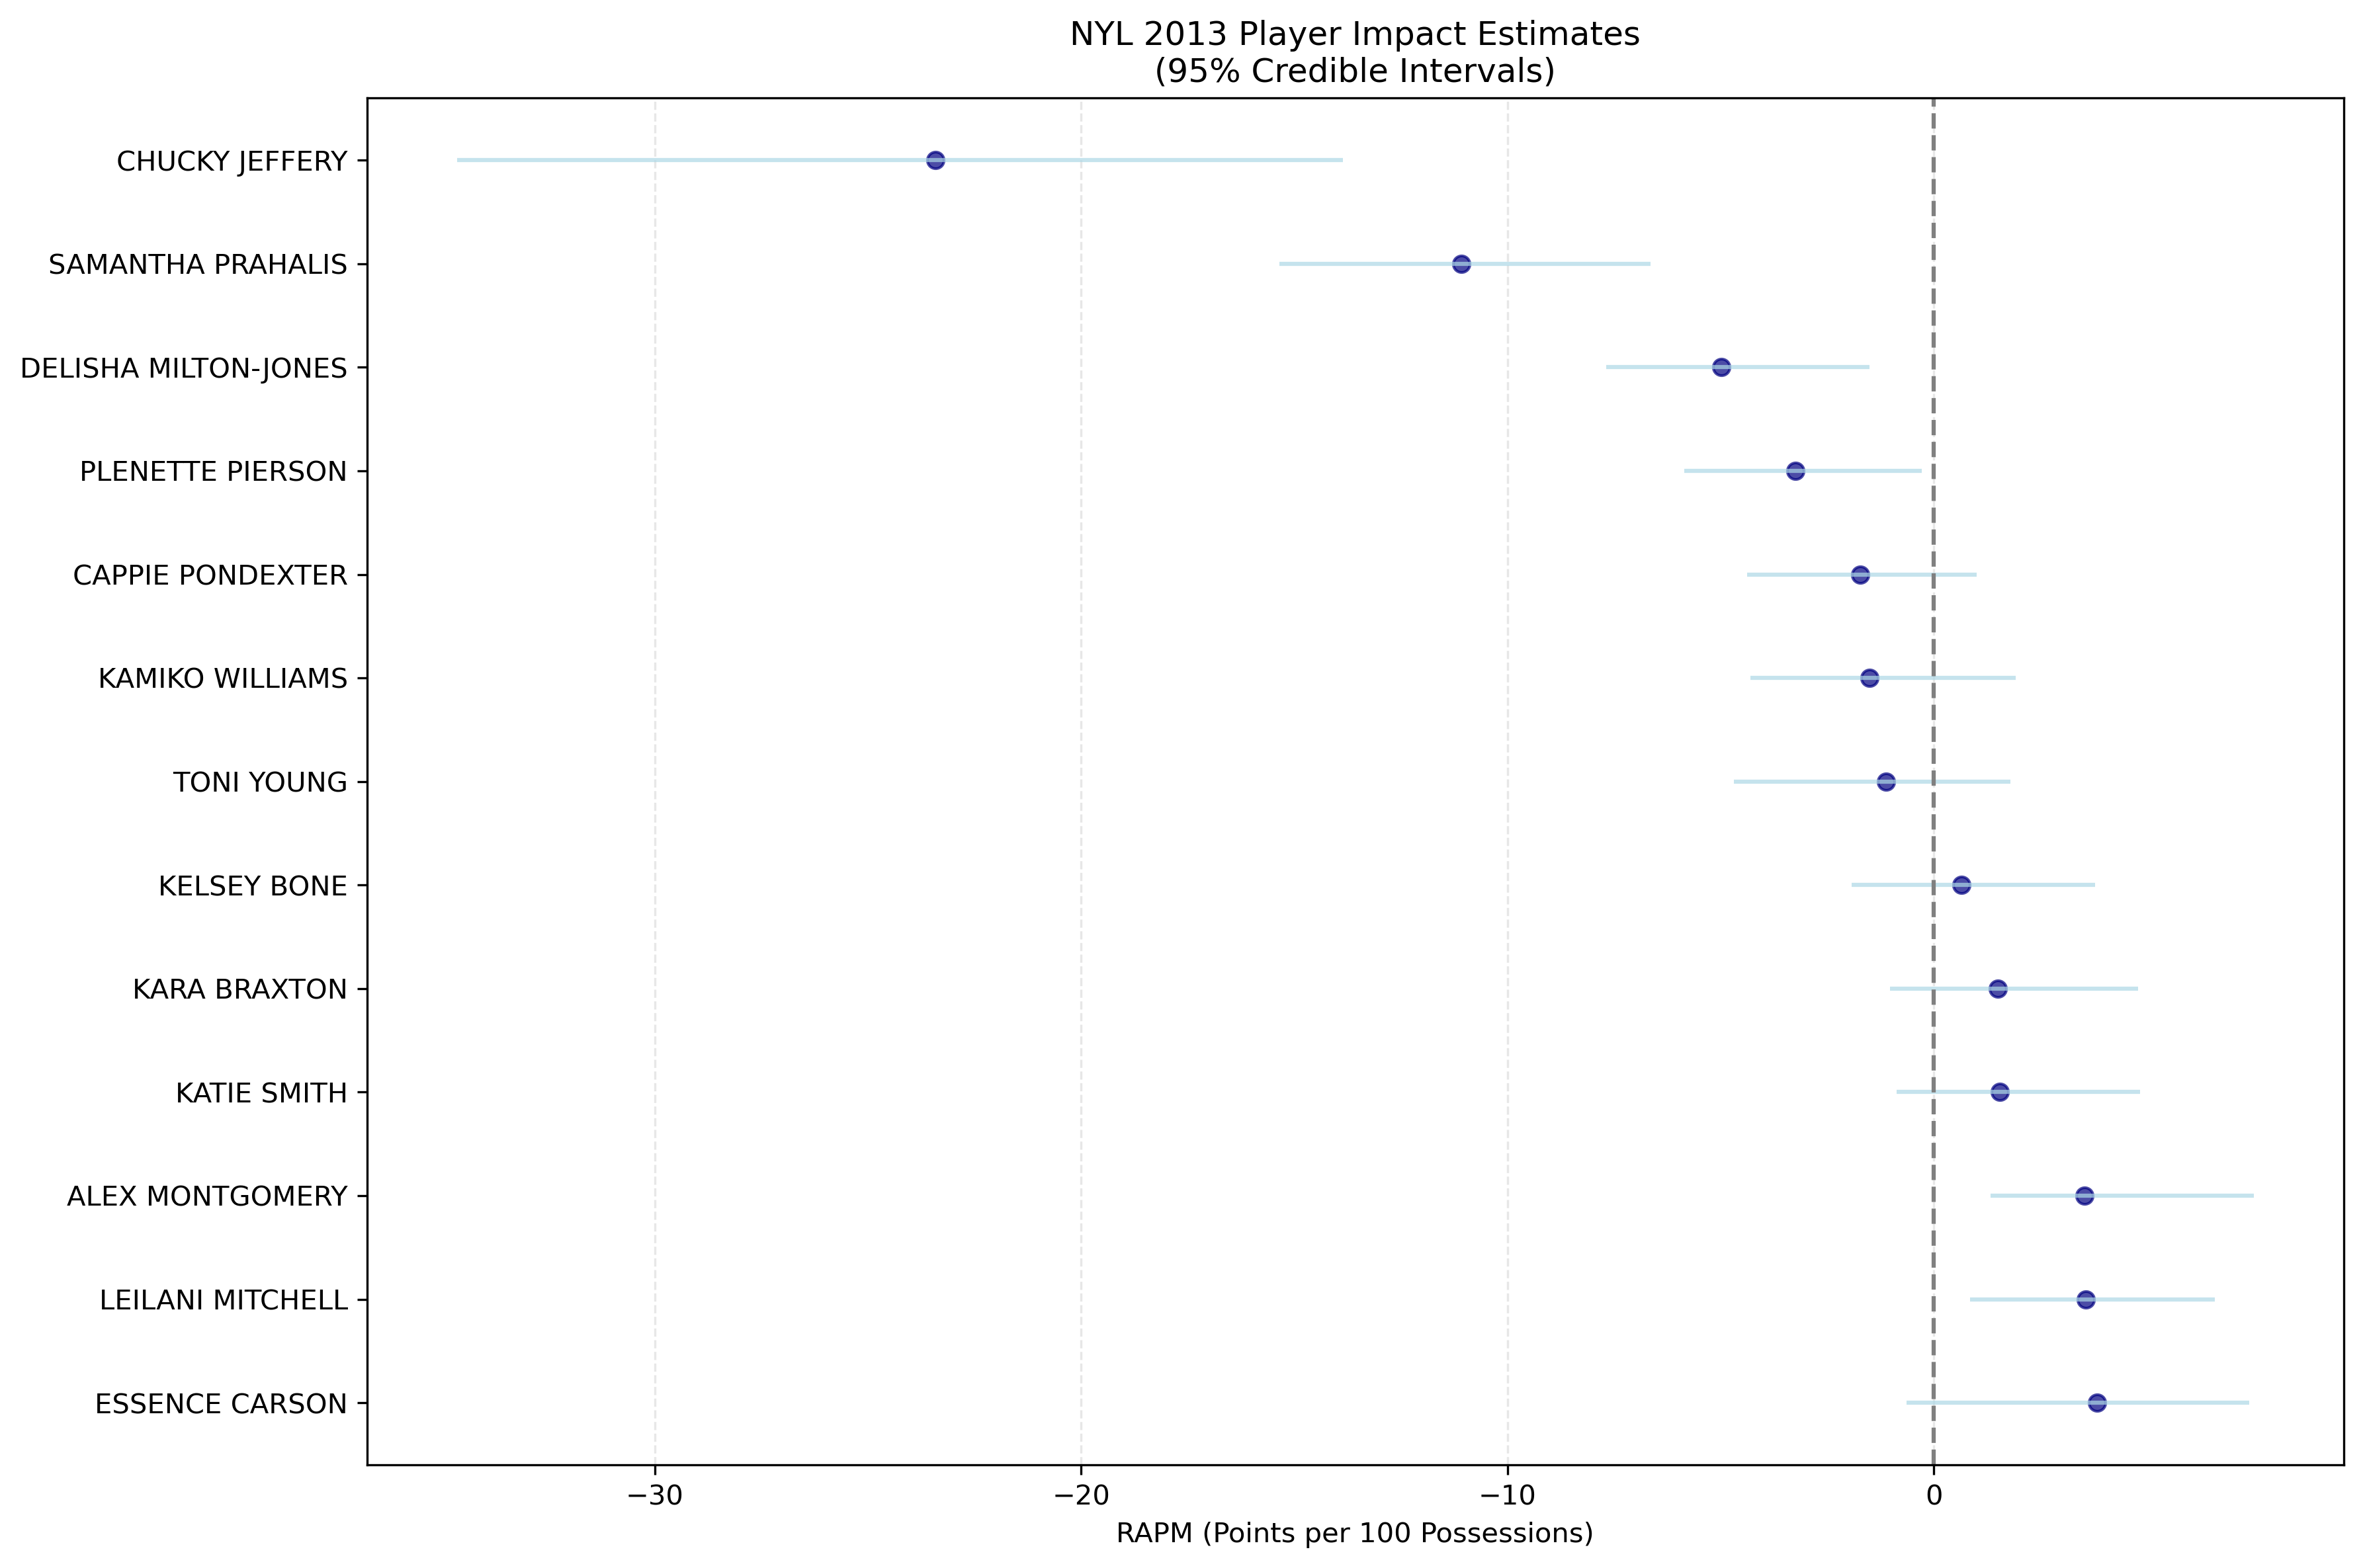 NYL 2013 Player Impact Estimates
(95% Credible Intervals)
CHUCKY JEFFERY
SAMANTHA PRAHALIS
DELISHA MILTON-JONES
PLENETTE PIERSON
CAPPIE PONDEXTER
KAMIKO WILLIAMS
TONI YOUNG
KELSEY BONE
KARA BRAXTON
KATIE SMITH
ALEX MONTGOMERY
LEILANI MITCHELL
ESSENCE CARSON
−30 −20 −10 0
RAPM (Points per 100 Possessions)